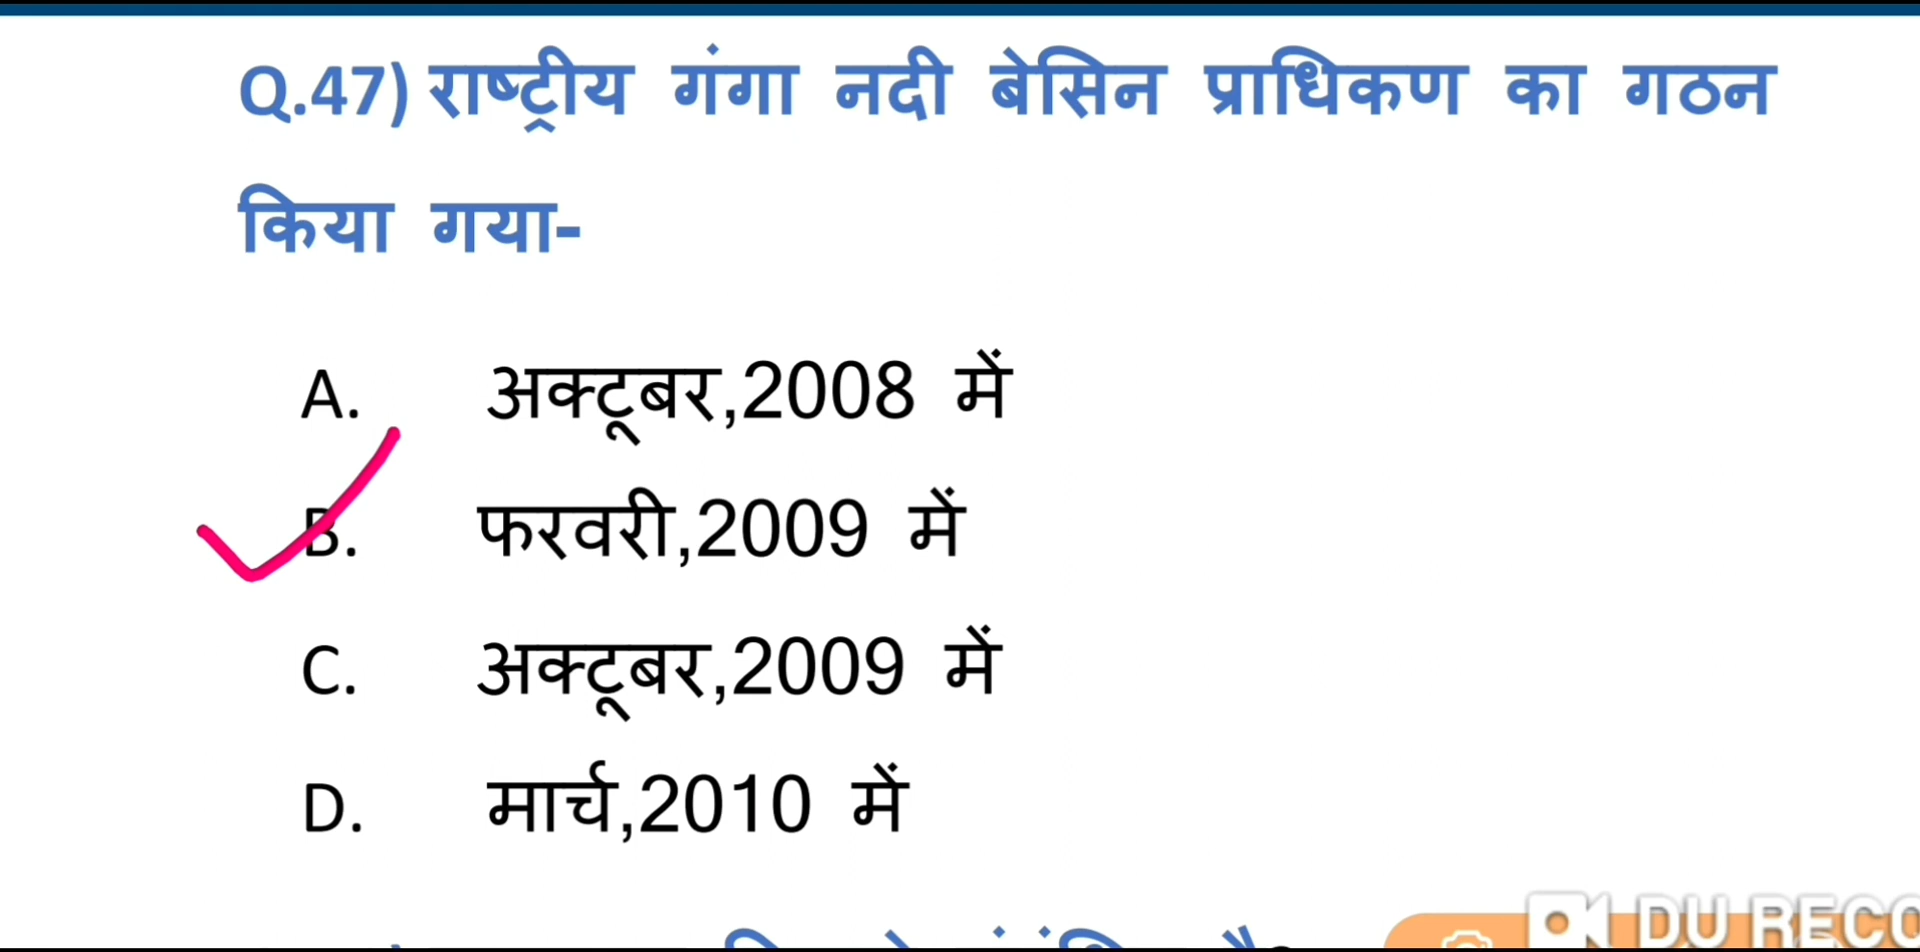 Q.47) राष्ट्रीय गंगा नदी बेसिन प्राधिकण का गठन
किया गया-
A. अक्टूबर,2008 में
B. फरवरी,2009 में
C. अक्टूबर,2009 में
D. मार्च,2010 में
DU RECO